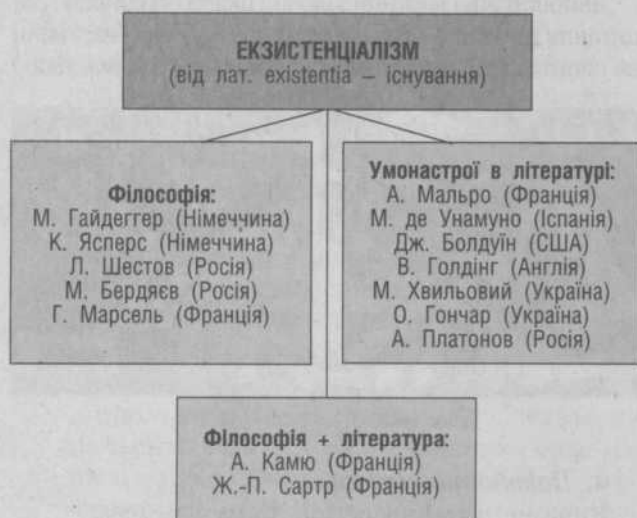 ЕКЗИСТЕНЦІАЛІЗМ
(від лат. existentia – існування)
Філософія:
М. Гайдеггер (Німеччина)
К. Ясперс (Німеччина)
Л. Шестов (Росія)
М. Бердяєв (Росія)
Г. Марсель (Франція)
Умонастрої в літературі:
А. Мальро (Франція)
М. де Унамуно (Іспанія)
Дж. Болдуїн (США)
В. Голдінг (Англія)
М. Хвильовий (Україна)
О. Гончар (Україна)
А. Платонов (Росія)
Філософія + література:
А. Камю (Франція)
Ж.-П. Сартр (Франція)